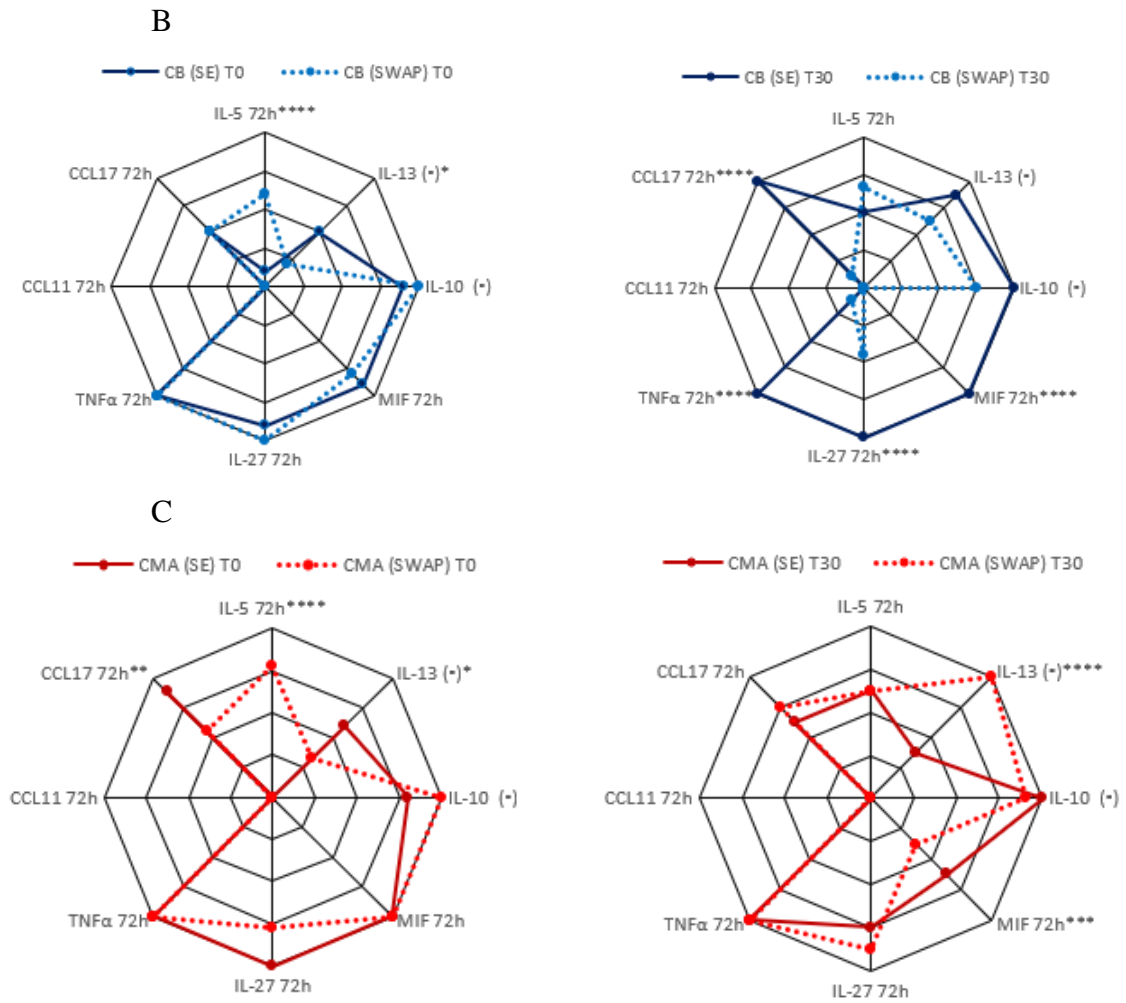 B
CB (SE) T0 CB (SWAP) T0
IL-5 72h****
CCL17 72h
IL-13 (-)*
CCL11 72h
IL-10 (-)
TNFα 72h
MIF 72h
IL-27 72h
CB (SE) T30 CB (SWAP) T30
IL-5 72h
CCL17 72h****
IL-13 (-)
CCL11 72h
IL-10 (-)
TNFα 72h****
MIF 72h****
IL-27 72h****
C
CMA (SE) T0 CMA (SWAP) T0
IL-5 72h****
CCL17 72h**
IL-13 (-)*
CCL11 72h
IL-10 (-)
TNFα 72h
MIF 72h
IL-27 72h
CMA (SE) T30 CMA (SWAP) T30
IL-5 72h
CCL17 72h
IL-13 (-)****
CCL11 72h
IL-10 (-)
TNFα 72h
MIF 72h***
IL-27 72h